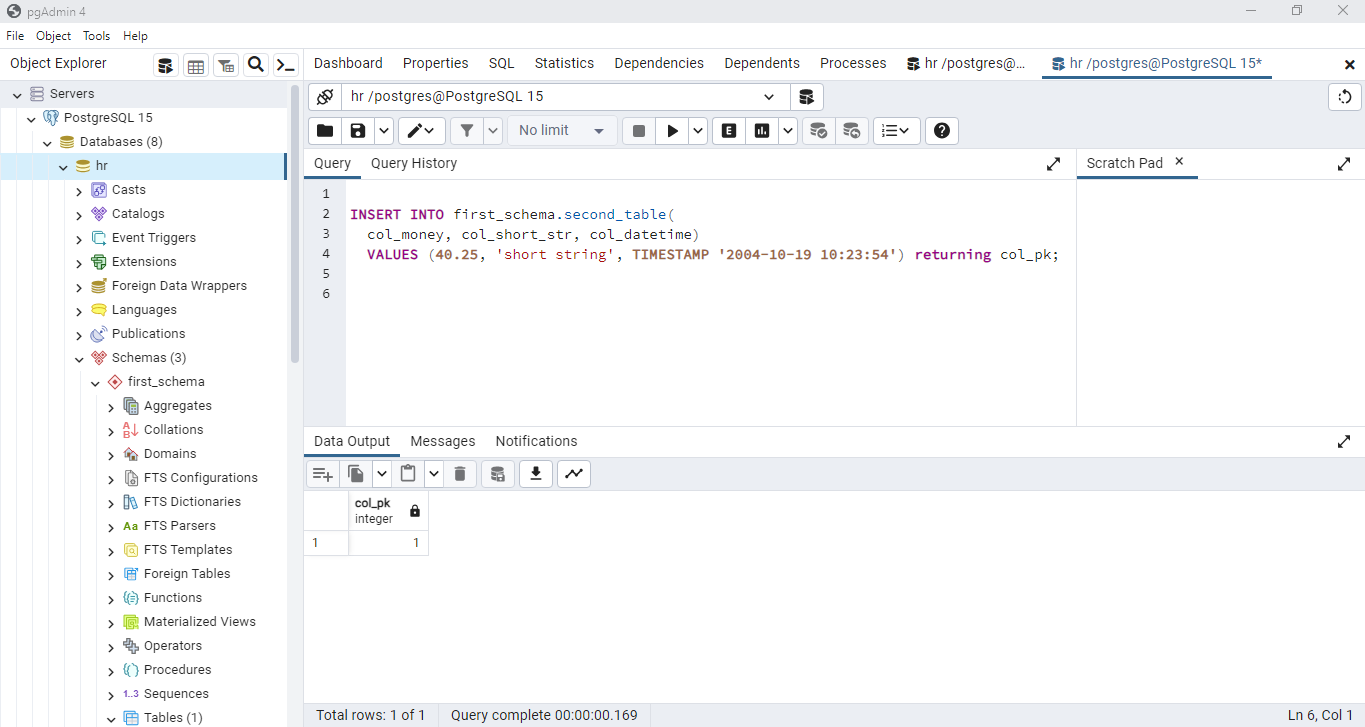 pgAdmin 4
File Object Tools Help
Object Explorer
Dashboard Properties SQL Statistics Dependencies Dependents Processes hr /postgres@... hr /postgres@PostgreSQL 15*
Servers
PostgreSQL 15
Databases (8)
hr
Casts
Catalogs
Event Triggers
Extensions
Foreign Data Wrappers
Languages
Publications
Schemas (3)
first_schema
Aggregates
Collations
Domains
FTS Configurations
FTS Dictionaries
Aa FTS Parsers
FTS Templates
Foreign Tables
Functions
Materialized Views
Operators
Procedures
1..3 Sequences
Tables (1)
hr /postgres@PostgreSQL 15
No limit
E
Query Query History
Scratch Pad
1
2 INSERT INTO first_schema.second_table(
3 col_money, col_short_str, col_datetime)
4 VALUES (40.25, 'short string', TIMESTAMP '2004-10-19 10:23:54') returning col_pk;
5
6
Data Output Messages Notifications
col_pk
integer
1 1
Total rows: 1 of 1 Query complete 00:00:00.169 Ln 6, Col 1